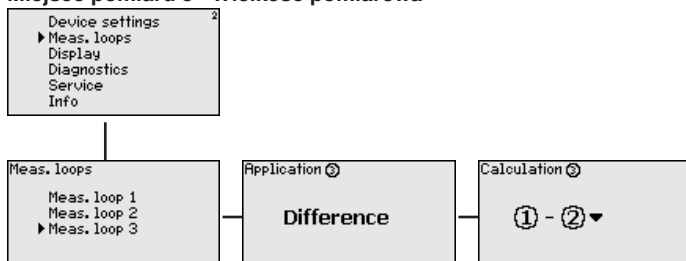 Miejsce pomiaru 3 - Wielkość pomiarowa
Device settings 2
Meas. loops
Display
Diagnostics
Service
Info
Meas. loops
Meas. loop 1
Meas. loop 2
Meas. loop 3
Application ③
Difference
Calculation ③
① - ②